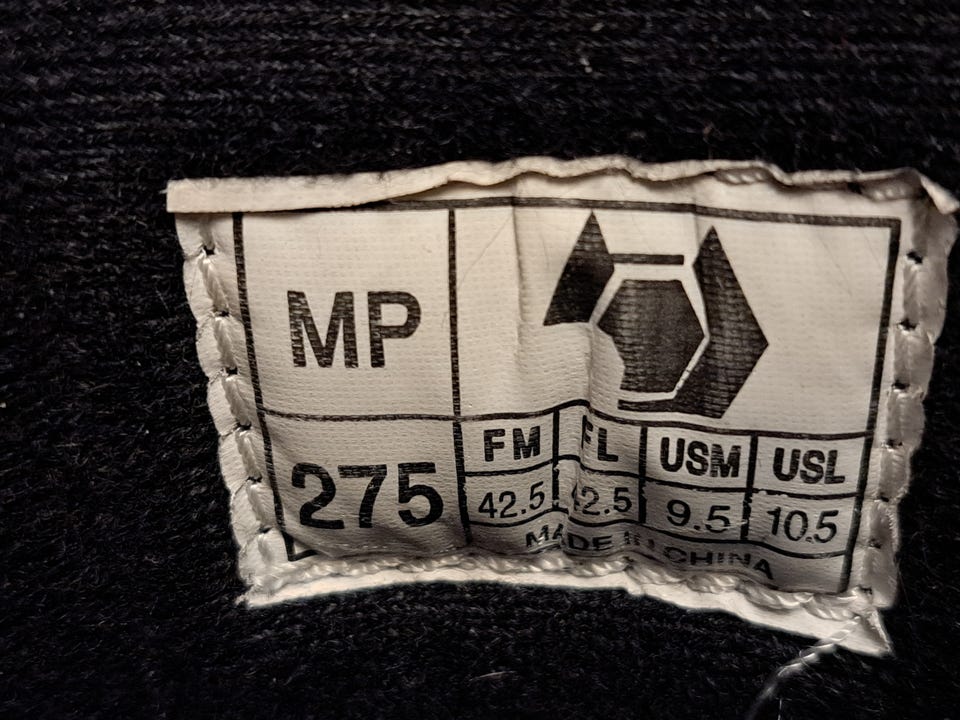 MP
275
FM FL USM USL
42.5 42.5 9.5 10.5
MADE IN CHINA